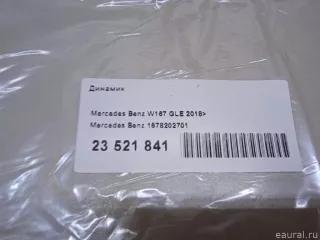 Динамик
Mercedes Benz W167 GLE 2018>
Mercedes Benz 1678202701
23 521 841
eaural.ru